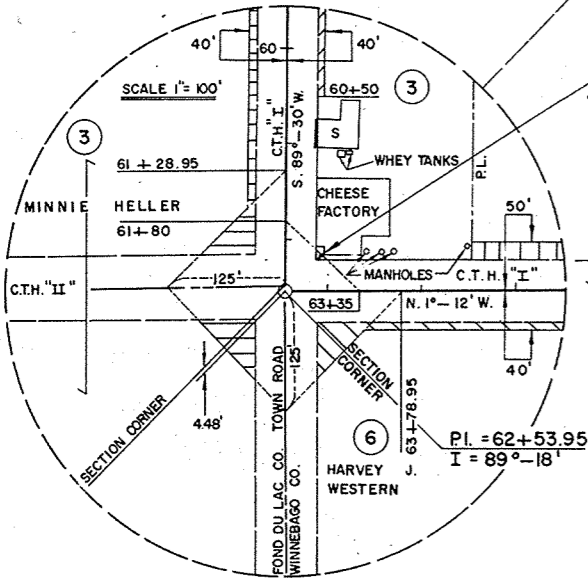 40'
60
40'
SCALE 1"= 100'
60+50
3
3
C.T.H. "I"
S. 89°-30' W.
S
WHEY TANKS
P.L.
61 + 28.95
MINNIE HELLER
CHEESE
FACTORY
61+80
50'
C.T.H. "II"
125'
MANHOLES
C.T.H. "I"
63+35
N. 1°-12' W.
SECTION
CORNER
125'
40'
SECTION CORNER
4.48'
TOWN ROAD
FOND DU LAC CO.
WINNEBAGO CO.
6
63+78.95
P.I. = 62+53.95
I = 89°-18'
HARVEY J.
WESTERN